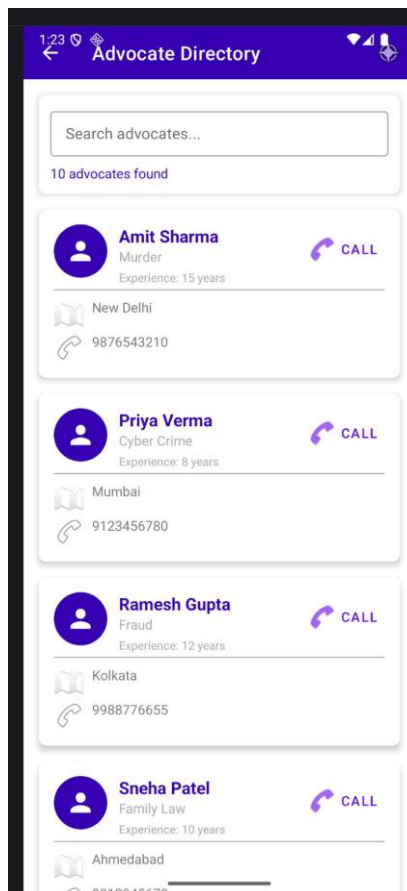 1:23
Advocate Directory
Search advocates...
10 advocates found
Amit Sharma
Murder
CALL
Experience: 15 years
New Delhi
9876543210
Priya Verma
Cyber Crime
CALL
Experience: 8 years
Mumbai
9123456780
Ramesh Gupta
Fraud
CALL
Experience: 12 years
Kolkata
9988776655
Sneha Patel
Family Law
CALL
Experience: 10 years
Ahmedabad